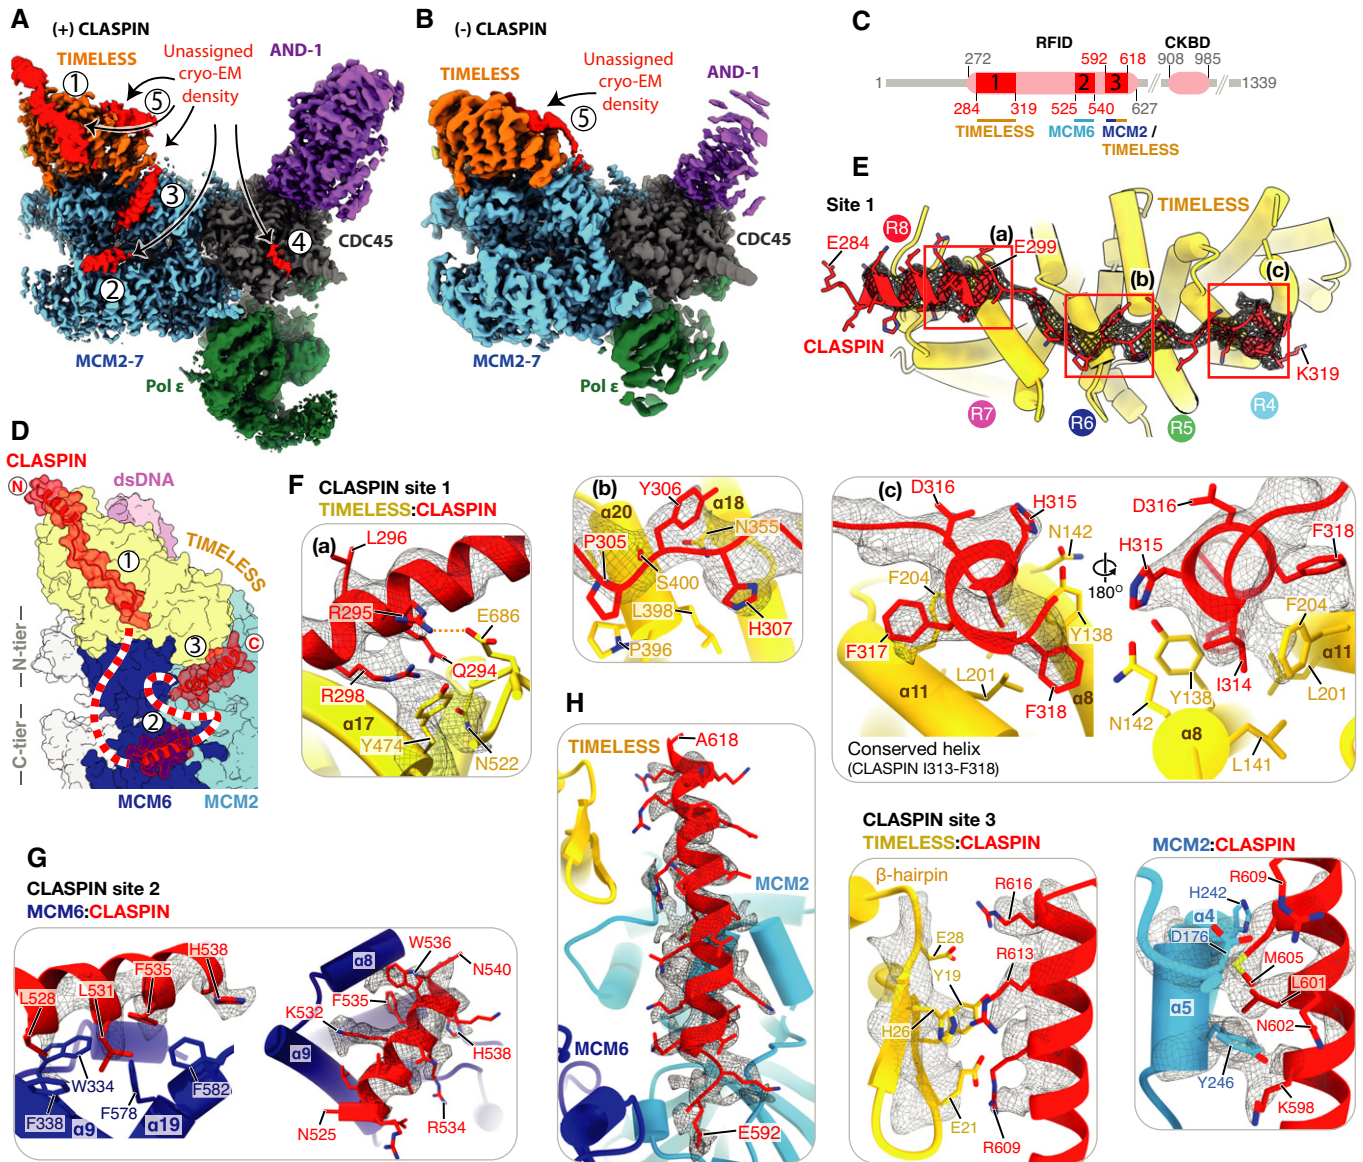 A
(+) CLASPIN
TIMELESS
Unassigned
cryo-EM
density
AND-1
1
5
3
4
2
CDC45
MCM2-7
Pol ε
B
(-) CLASPIN
TIMELESS
Unassigned
cryo-EM
density
AND-1
5
CDC45
MCM2-7
Pol ε
C
RFID
CKBD
272
592
618
908
985
1
1
2
3
1339
284
319
525
540
627
TIMELESS
MCM6
MCM2 /
TIMELESS
D
CLASPIN
N
dsDNA
TIMELESS
1
3
C
2
N-tier
C-tier
MCM6
MCM2
E
Site 1
TIMELESS
E284
R8
(a)
E299
(b)
(c)
CLASPIN
K319
R7
R6
R5
R4
F
CLASPIN site 1
TIMELESS:CLASPIN
(a)
L296
R295
E686
Q294
R298
α17
Y474
N522
(b)
Y306
α18
α20
N355
P305
S400
L398
H307
P396
(c)
D316
H315
N142
F204
Y138
F317
L201
α11
α8
F318
Conserved helix
(CLASPIN I313-F318)
180°
D316
H315
F318
F204
α11
I314
Y138
L201
N142
α8
L141
G
CLASPIN site 2
MCM6:CLASPIN
H538
F535
L531
L528
W334
F582
F578
F338
α9
α19
α8
W536
N540
F535
K532
H538
α9
N525
R534
H
TIMELESS
A618
MCM2
MCM6
E592
CLASPIN site 3
TIMELESS:CLASPIN
β-hairpin
R616
E28
Y19
R613
H26
E21
R609
MCM2:CLASPIN
R609
H242
α4
D176
M605
L601
α5
N602
Y246
K598